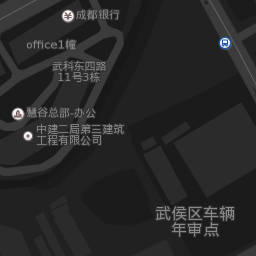 成都银行
office1幢
武科东四路
11号3栋
慧谷总部-办公
中建二局第三建筑
工程有限公司
武侯区车辆
年审点